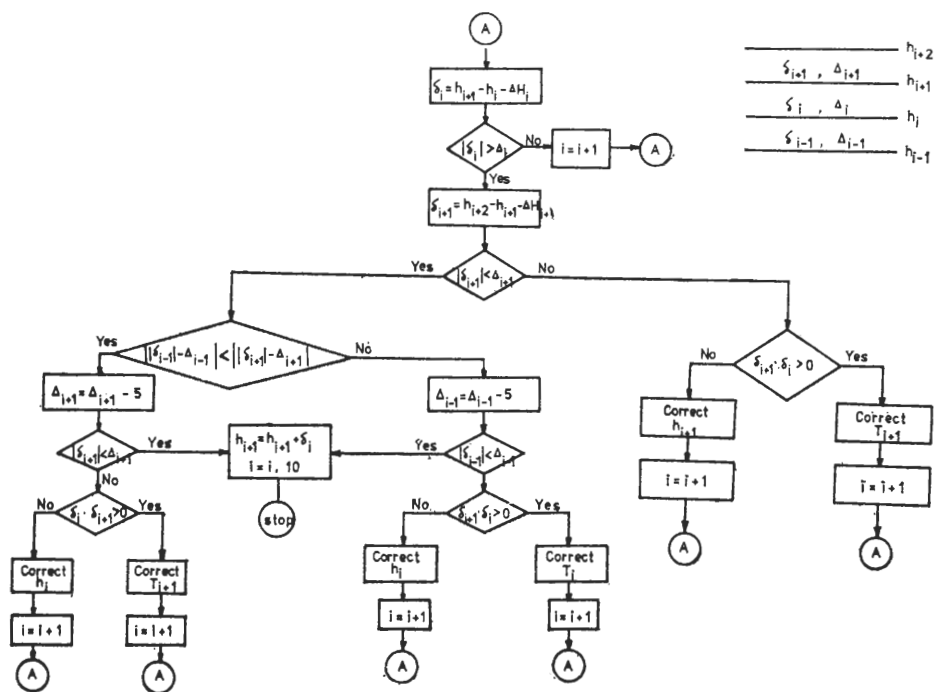 A
δi = hi+1 - hi - ΔHi
|δi| > Δi
No
i = i+1
A
Yes
δi+1 = hi+2 - hi+1 - ΔHi+1
|δi+1| < Δi+1
Yes
No
hi+2
δi+1 , Δi+1
hi+1
δi , Δi
hi
δi-1 , Δi-1
hi-1
||δi-1| - Δi-1| < ||δi+1| - Δi+1|
Yes
No
Δi+1 = Δi+1 - 5
Δi-1 = Δi-1 - 5
δi+1 · δi > 0
No
Yes
Correct
hi+1
Correct
Ti+1
i = i+1
i = i+1
A
A
|δi+1| < Δi+1
Yes
No
hi+1 = hi+1 + δi
i = i, 10
stop
|δi-1| < Δi-1
Yes
δi · δi+1 > 0
No
Yes
δi+1 · δi > 0
No
Yes
Correct
hi
Correct
Ti+1
Correct
hi
Correct
Ti
i = i+1
i = i+1
i = i+1
i = i+1
A
A
A
A